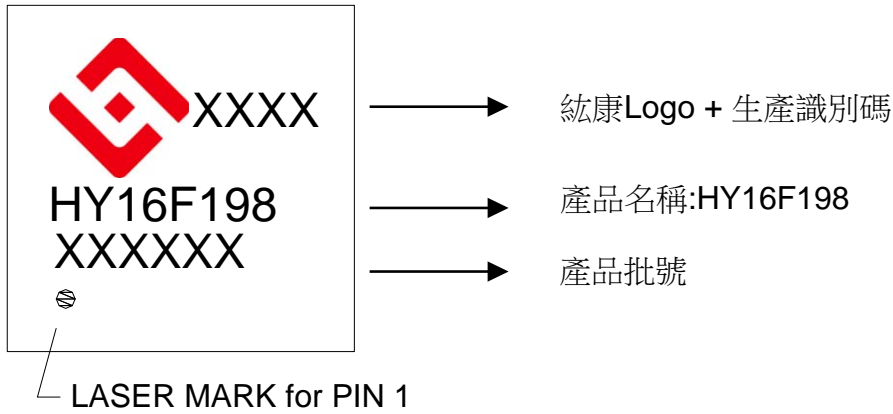 XXXX
紘康Logo + 生產識別碼
HY16F198
產品名稱:HY16F198
XXXXXX
產品批號
LASER MARK for PIN 1